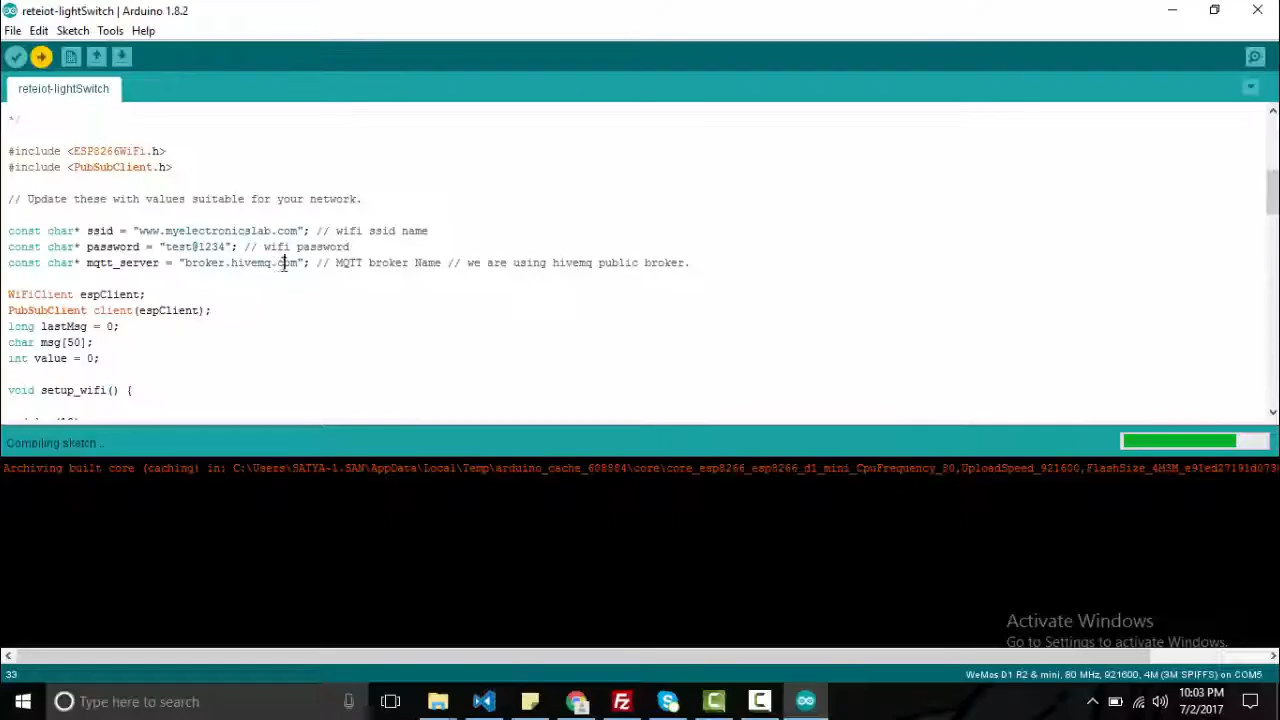 reteiot-lightSwitch | Arduino 1.8.2
File Edit Sketch Tools Help
reteiot-lightSwitch
*/
#include <ESP8266WiFi.h>
#include <PubSubClient.h>
// Update these with values suitable for your network.
const char* ssid = "www.myelectronicslab.com"; // wifi ssid name
const char* password = "test@1234"; // wifi password
const char* mqtt_server = "broker.hivemq.com"; // MQTT broker Name // we are using hivemq public broker.
WiFiClient espClient;
PubSubClient client(espClient);
long lastMsg = 0;
char msg[50];
int value = 0;
void setup_wifi() {
Compiling sketch...
Archiving built core (caching) in: C:\Users\SATYA~1.SAN\AppData\Local\Temp\arduino_cache_608884\core\core_esp8266_esp8266_d1_mini_CpuFrequency_80,UploadSpeed_921600,FlashSize_4M3M_e91ed27191d073
Activate Windows
Go to Settings to activate Windows.
33
WeMos D1 R2 & mini, 80 MHz, 921600, 4M (3M SPIFFS) on COM5
Type here to search
10:03 PM
7/2/2017